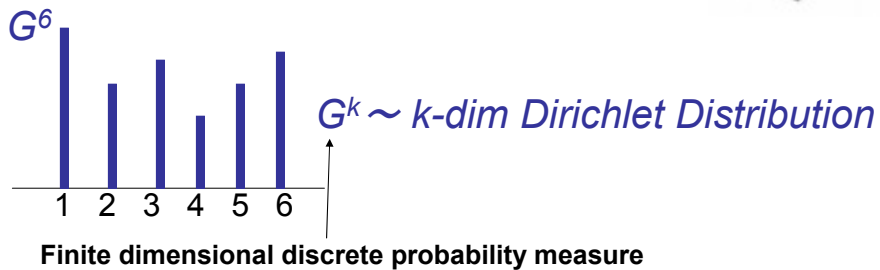 G⁶
Gᵏ ~ k-dim Dirichlet Distribution
1 2 3 4 5 6
Finite dimensional discrete probability measure